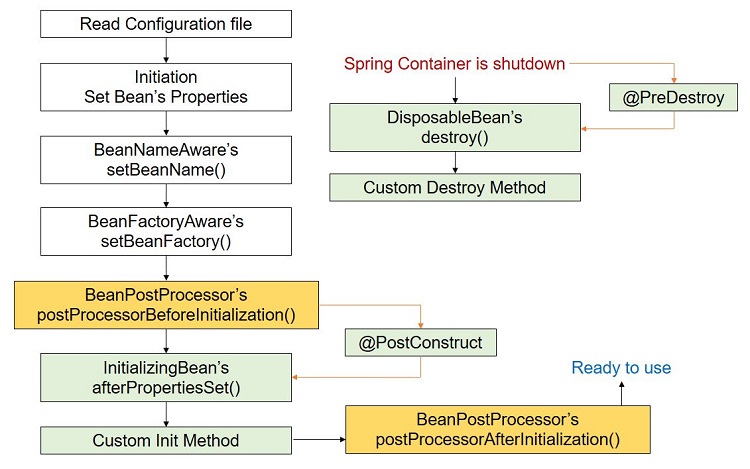 Read Configuration file
Initiation
Set Bean’s Properties
BeanNameAware’s
setBeanName()
BeanFactoryAware’s
setBeanFactory()
BeanPostProcessor’s
postProcessorBeforeInitialization()
@PostConstruct
InitializingBean’s
afterPropertiesSet()
Custom Init Method
BeanPostProcessor’s
postProcessorAfterInitialization()
Ready to use
Spring Container is shutdown
@PreDestroy
DisposableBean’s
destroy()
Custom Destroy Method